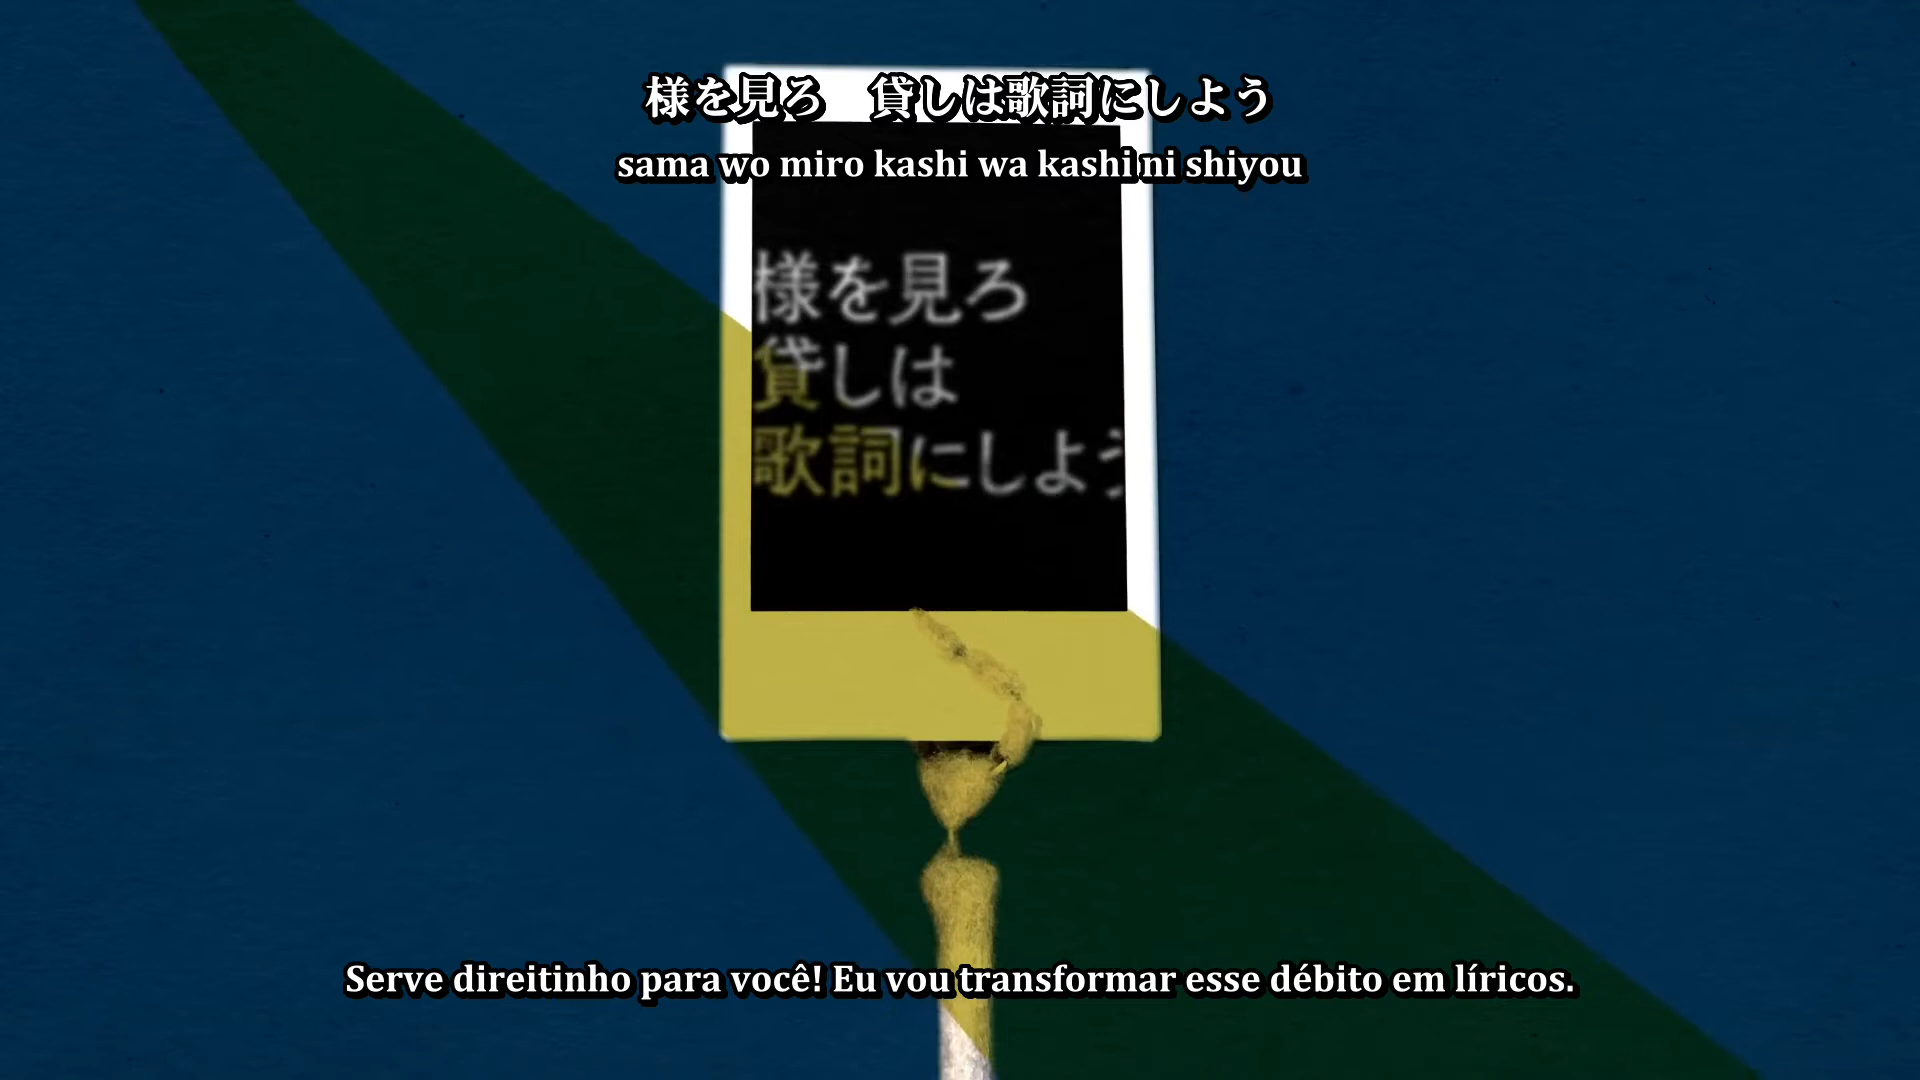 様を見ろ　貸しは歌詞にしよう
sama wo miro kashi wa kashi ni shiyou
様を見ろ
貸しは
歌詞にしよう
Serve direitinho para você! Eu vou transformar esse débito em líricos.